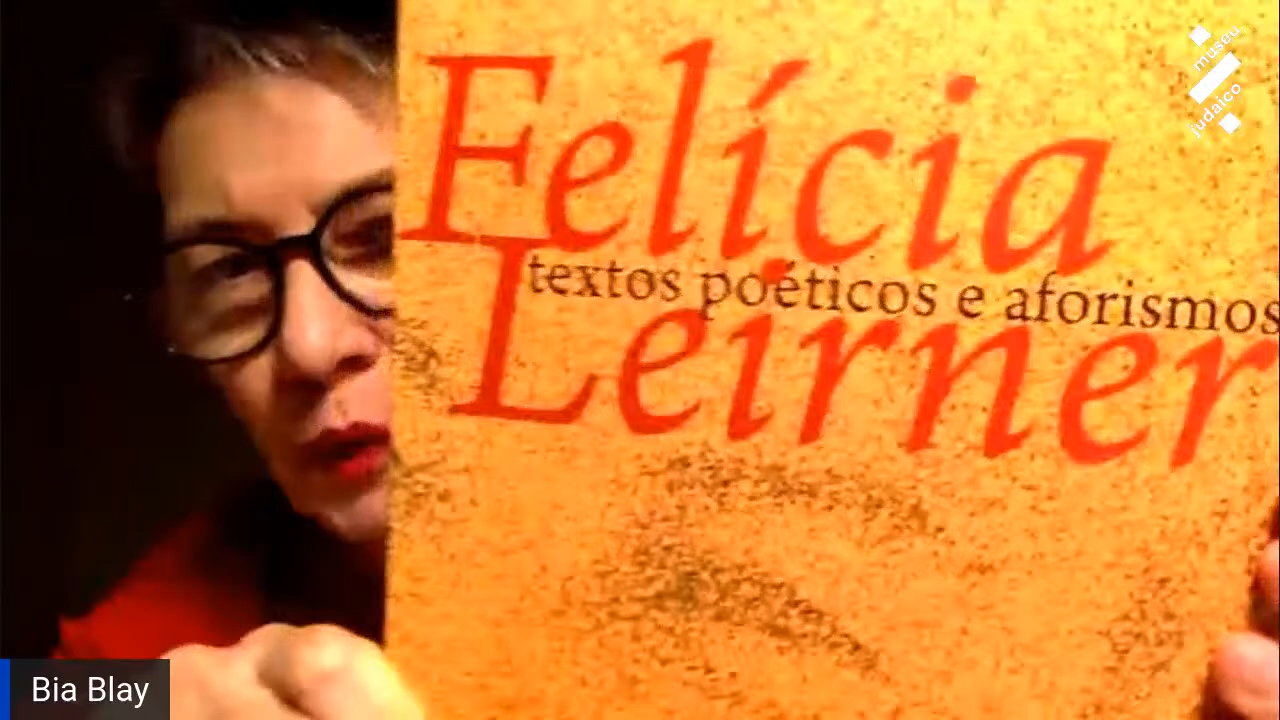 Felícia
textos poéticos e aforismos
Leirner
museu
judaico
Bia Blay